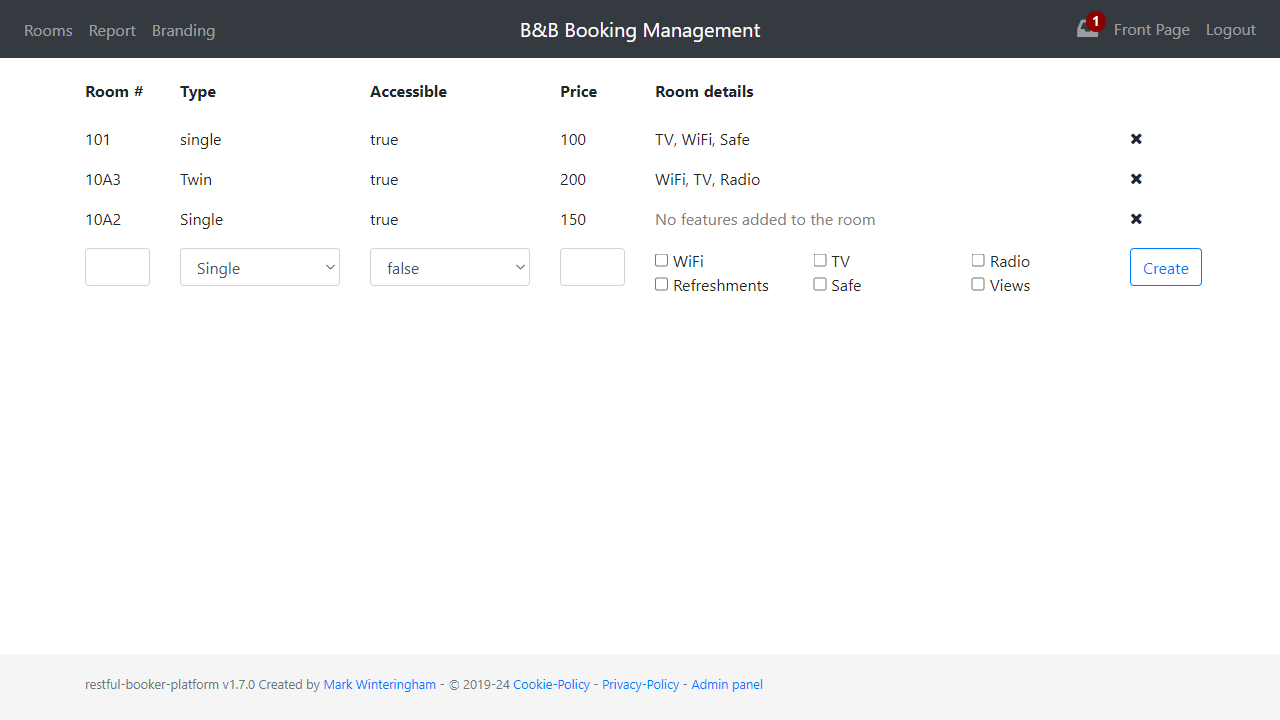 Rooms Report Branding B&B Booking Management 1 Front Page Logout
Room # Type Accessible Price Room details
101 single true 100 TV, WiFi, Safe
10A3 Twin true 200 WiFi, TV, Radio
10A2 Single true 150 No features added to the room
Single false WiFi TV Radio Create
Refreshments Safe Views
restful-booker-platform v1.7.0 Created by Mark Winteringham - © 2019-24 Cookie-Policy - Privacy-Policy - Admin panel